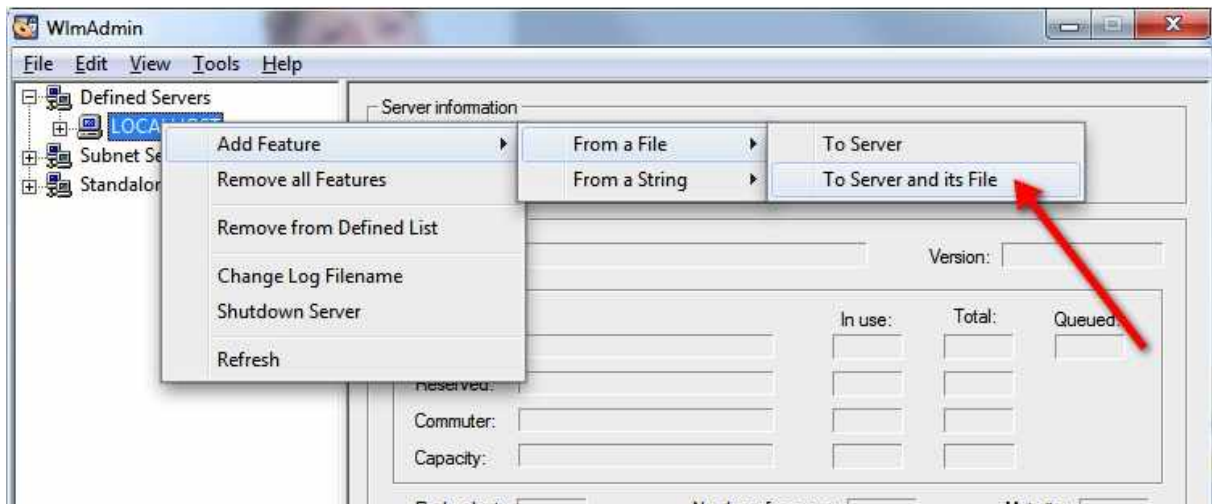 WlmAdmin
File Edit View Tools Help
Defined Servers
Server information
Add Feature From a File To Server
Subnet Se
Remove all Features From a String To Server and its File
Standalon
Remove from Defined List
Version:
Change Log Filename
Shutdown Server
In use: Total: Queued:
Refresh
Reserved:
Commuter:
Capacity: